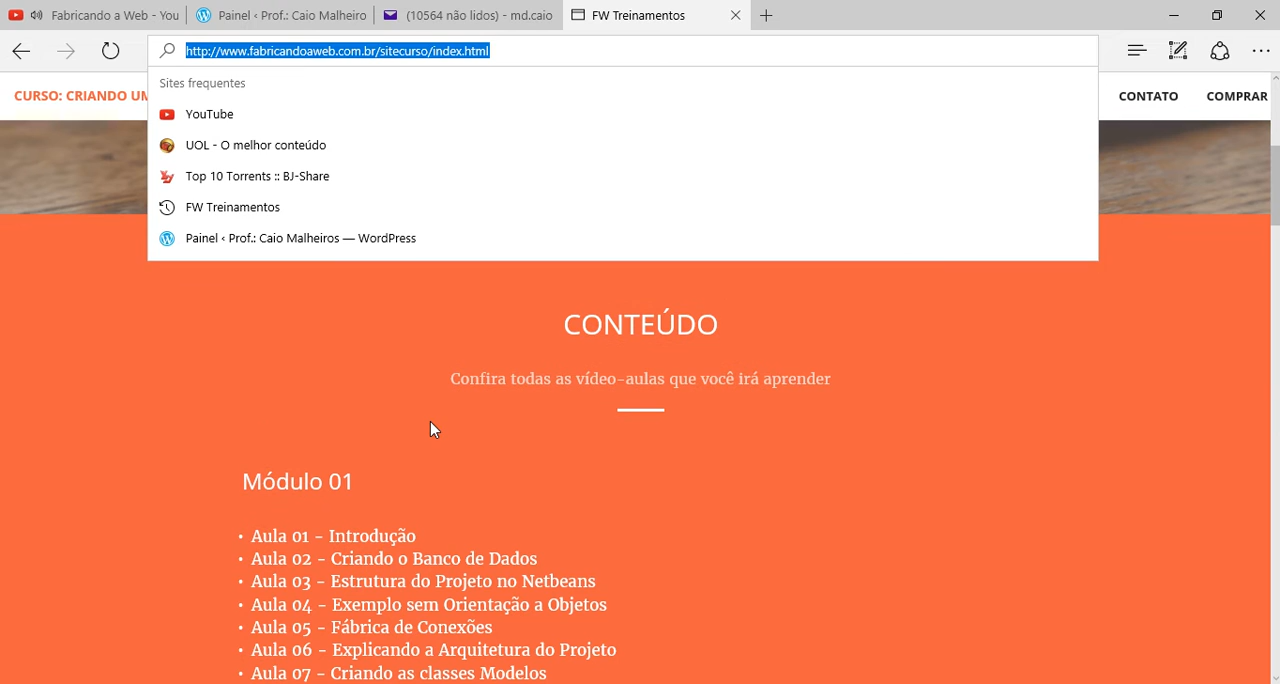 Fabricando a Web - You
Painel ‹ Prof.: Caio Malheiro
(10564 não lidos) - md.caio
FW Treinamentos
http://www.fabricandoaweb.com.br/sitecurso/index.html
Sites frequentes
CURSO: CRIANDO UM
CONTATO
COMPRAR
YouTube
UOL - O melhor conteúdo
Top 10 Torrents :: BJ-Share
FW Treinamentos
Painel ‹ Prof.: Caio Malheiros — WordPress
CONTEÚDO
Confira todas as vídeo-aulas que você irá aprender
Módulo 01
• Aula 01 - Introdução
• Aula 02 - Criando o Banco de Dados
• Aula 03 - Estrutura do Projeto no Netbeans
• Aula 04 - Exemplo sem Orientação a Objetos
• Aula 05 - Fábrica de Conexões
• Aula 06 - Explicando a Arquitetura do Projeto
• Aula 07 - Criando as classes Modelos